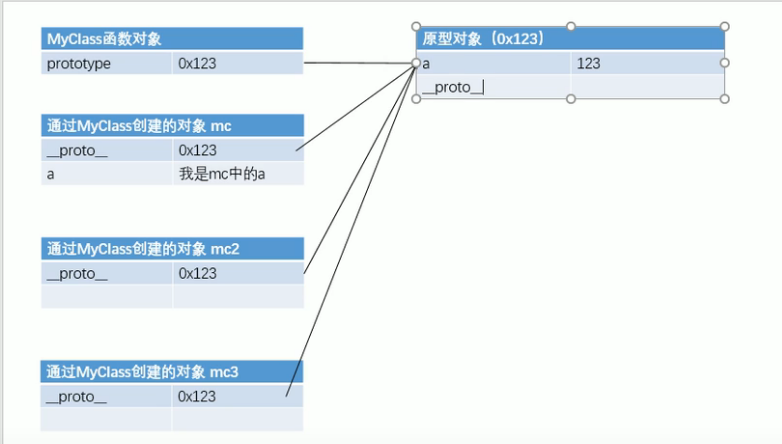 MyClass函数对象
prototype 0x123
原型对象（0x123）
a 123
__proto__
通过MyClass创建的对象 mc
__proto__ 0x123
a 我是mc中的a
通过MyClass创建的对象 mc2
__proto__ 0x123
通过MyClass创建的对象 mc3
__proto__ 0x123